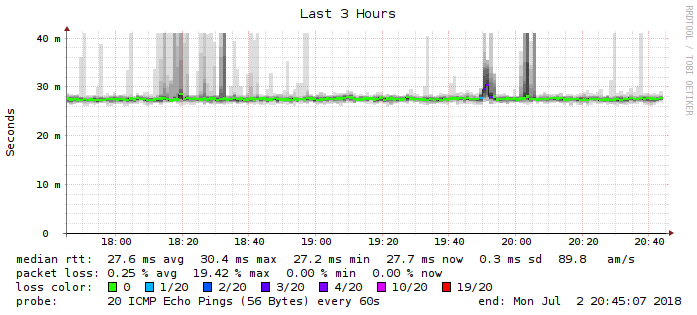 Last 3 Hours
RRDTOOL / TOBI OETIKER
Seconds
40 m
30 m
20 m
10 m
0
18:00 18:20 18:40 19:00 19:20 19:40 20:00 20:20 20:40
median rtt: 27.6 ms avg 30.4 ms max 27.2 ms min 27.7 ms now 0.3 ms sd 89.8 am/s
packet loss: 0.25 % avg 19.42 % max 0.00 % min 0.00 % now
loss color: 0 1/20 2/20 3/20 4/20 10/20 19/20
probe: 20 ICMP Echo Pings (56 Bytes) every 60s end: Mon Jul 2 20:45:07 2018